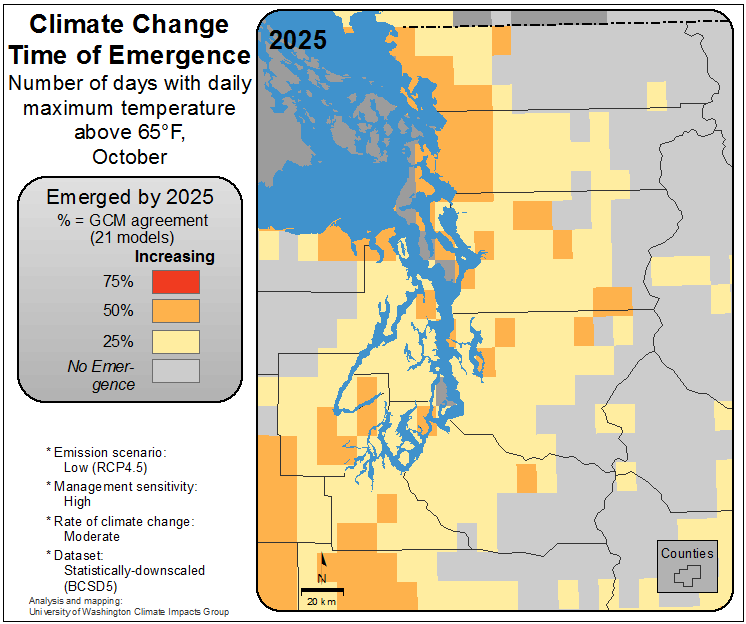 Climate Change
Time of Emergence
Number of days with daily
maximum temperature
above 65°F,
October
2025
Emerged by 2025
% = GCM agreement
(21 models)
Increasing
75%
50%
25%
No Emer-
gence
* Emission scenario:
Low (RCP4.5)
* Management sensitivity:
High
* Rate of climate change:
Moderate
* Dataset:
Statistically-downscaled
(BCSD5)
Analysis and mapping:
University of Washington Climate Impacts Group
N
20 km
Counties